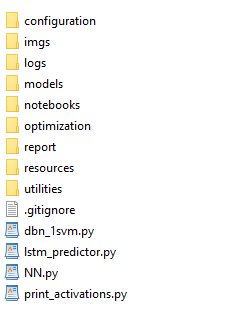 configuration
imgs
logs
models
notebooks
optimization
report
resources
utilities
.gitignore
dbn_1svm.py
lstm_predictor.py
NN.py
print_activations.py